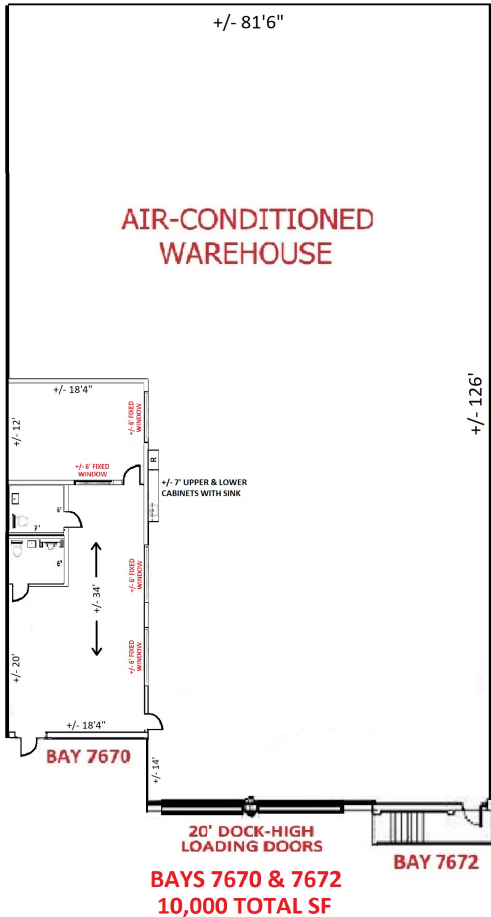 +/- 81'6"
AIR-CONDITIONED
WAREHOUSE
+/- 126'
+/- 18'4"
+/- 12'
+/- 6' FIXED
WINDOW
+/- 6' FIXED
WINDOW
R
+/- 7' UPPER & LOWER
CABINETS WITH SINK
6'
7'
6'
+/- 34'
+/- 6' FIXED
WINDOW
+/- 6' FIXED
WINDOW
+/- 20'
+/- 18'4"
BAY 7670
+/- 14'
20' DOCK-HIGH
LOADING DOORS
BAY 7672
BAYS 7670 & 7672
10,000 TOTAL SF